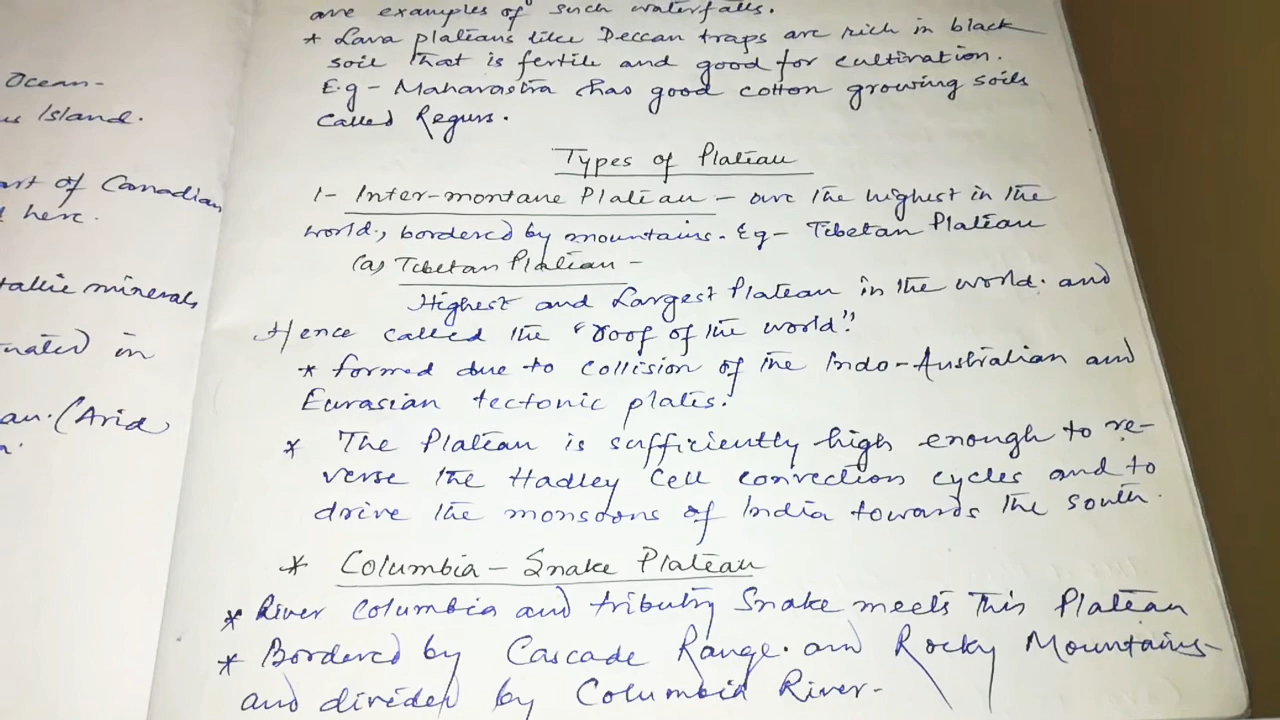 Ocean-
Island.
art of Canadian
here.
tallic minerals
nated in
an. (Arid
are examples of such waterfalls.
* Lava plateaus like Deccan traps are rich in black
soil that is fertile and good for cultivation.
E.g - Maharastra has good cotton growing soils
called Regurs.
Types of Plateau
1- Inter-montane Plateau - are the highest in the
world, bordered by mountains. Eg- Tibetan Plateau
(a) Tibetan Plateau -
Highest and Largest Plateau in the world. and
Hence called the "roof of the world".
* formed due to collision of the Indo-Australian and
Eurasian tectonic plates.
* The Plateau is sufficiently high enough to re-
verse the Hadley Cell convection cycles and to
drive the monsoons of India towards the south.
* Columbia - Snake Plateau
* River Columbia and tributry Snake meets this Plateau
* Bordered by Cascade Range. and Rocky Mountains-
and divided by Columbia River-